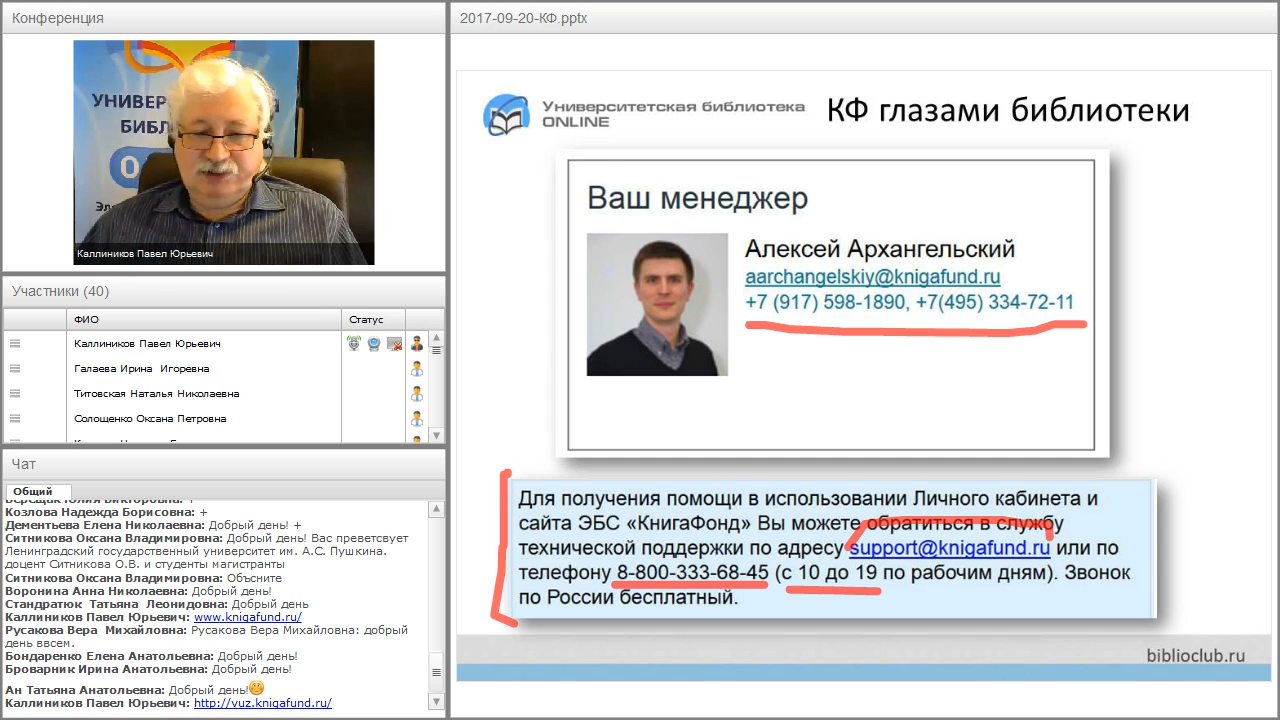 Конференция
УНИВЕР
БИБЛ
Каллиников Павел Юрьевич
Участники (40)
ФИО
Статус
Каллиников Павел Юрьевич
Галаева Ирина Игоревна
Титовская Наталья Николаевна
Солощенко Оксана Петровна
Чат
Общий
Козлова Надежда Борисовна: +
Дементьева Елена Николаевна: Добрый день! +
Ситникова Оксана Владимировна: Добрый день! Вас преветсвует
Ленинградский государственный университет им. А.С. Пушкина.
доцент Ситникова О.В. и студенты магистранты
Ситникова Оксана Владимировна: Объсните
Воронина Анна Николаевна: Добрый день!
Стандратюк Татьяна Леонидовна: Добрый день
Каллиников Павел Юрьевич: www.knigafund.ru/
Русакова Вера Михайловна: Русакова Вера Михайловна: добрый
день ввсем.
Бондаренко Елена Анатольевна: Добрый день!
Броварник Ирина Анатольевна: Добрый день!
Ан Татьяна Анатольевна: Добрый день!
Каллиников Павел Юрьевич: http://vuz.knigafund.ru/
2017-09-20-КФ.pptx
Университетская библиотека
ONLINE
КФ глазами библиотеки
Ваш менеджер
Алексей Архангельский
aarchangelskiy@knigafund.ru
+7 (917) 598-1890, +7(495) 334-72-11
Для получения помощи в использовании Личного кабинета и
сайта ЭБС «КнигаФонд» Вы можете обратиться в службу
технической поддержки по адресу support@knigafund.ru или по
телефону 8-800-333-68-45 (с 10 до 19 по рабочим дням). Звонок
по России бесплатный.
biblioclub.ru